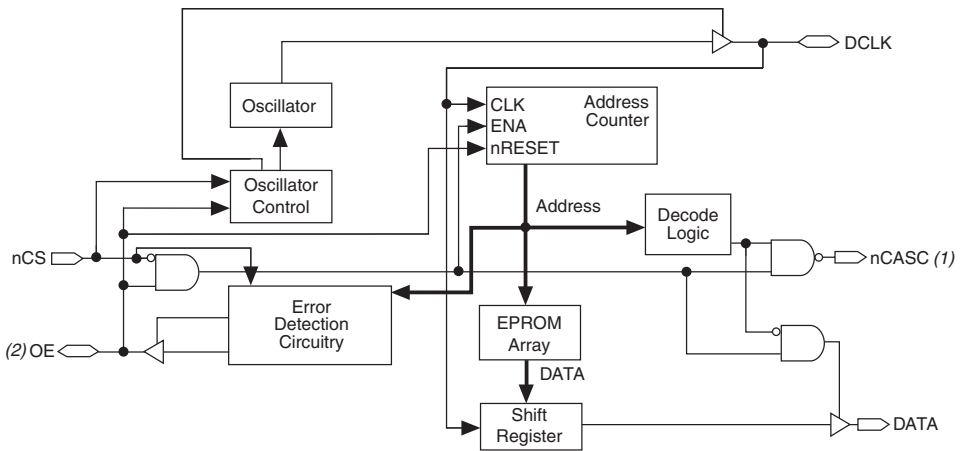 DCLK
Oscillator
CLK
Address
Counter
ENA
nRESET
Oscillator
Control
Address
Decode
Logic
nCS
nCASC (1)
Error
Detection
Circuitry
EPROM
Array
(2) OE
DATA
Shift
Register
DATA